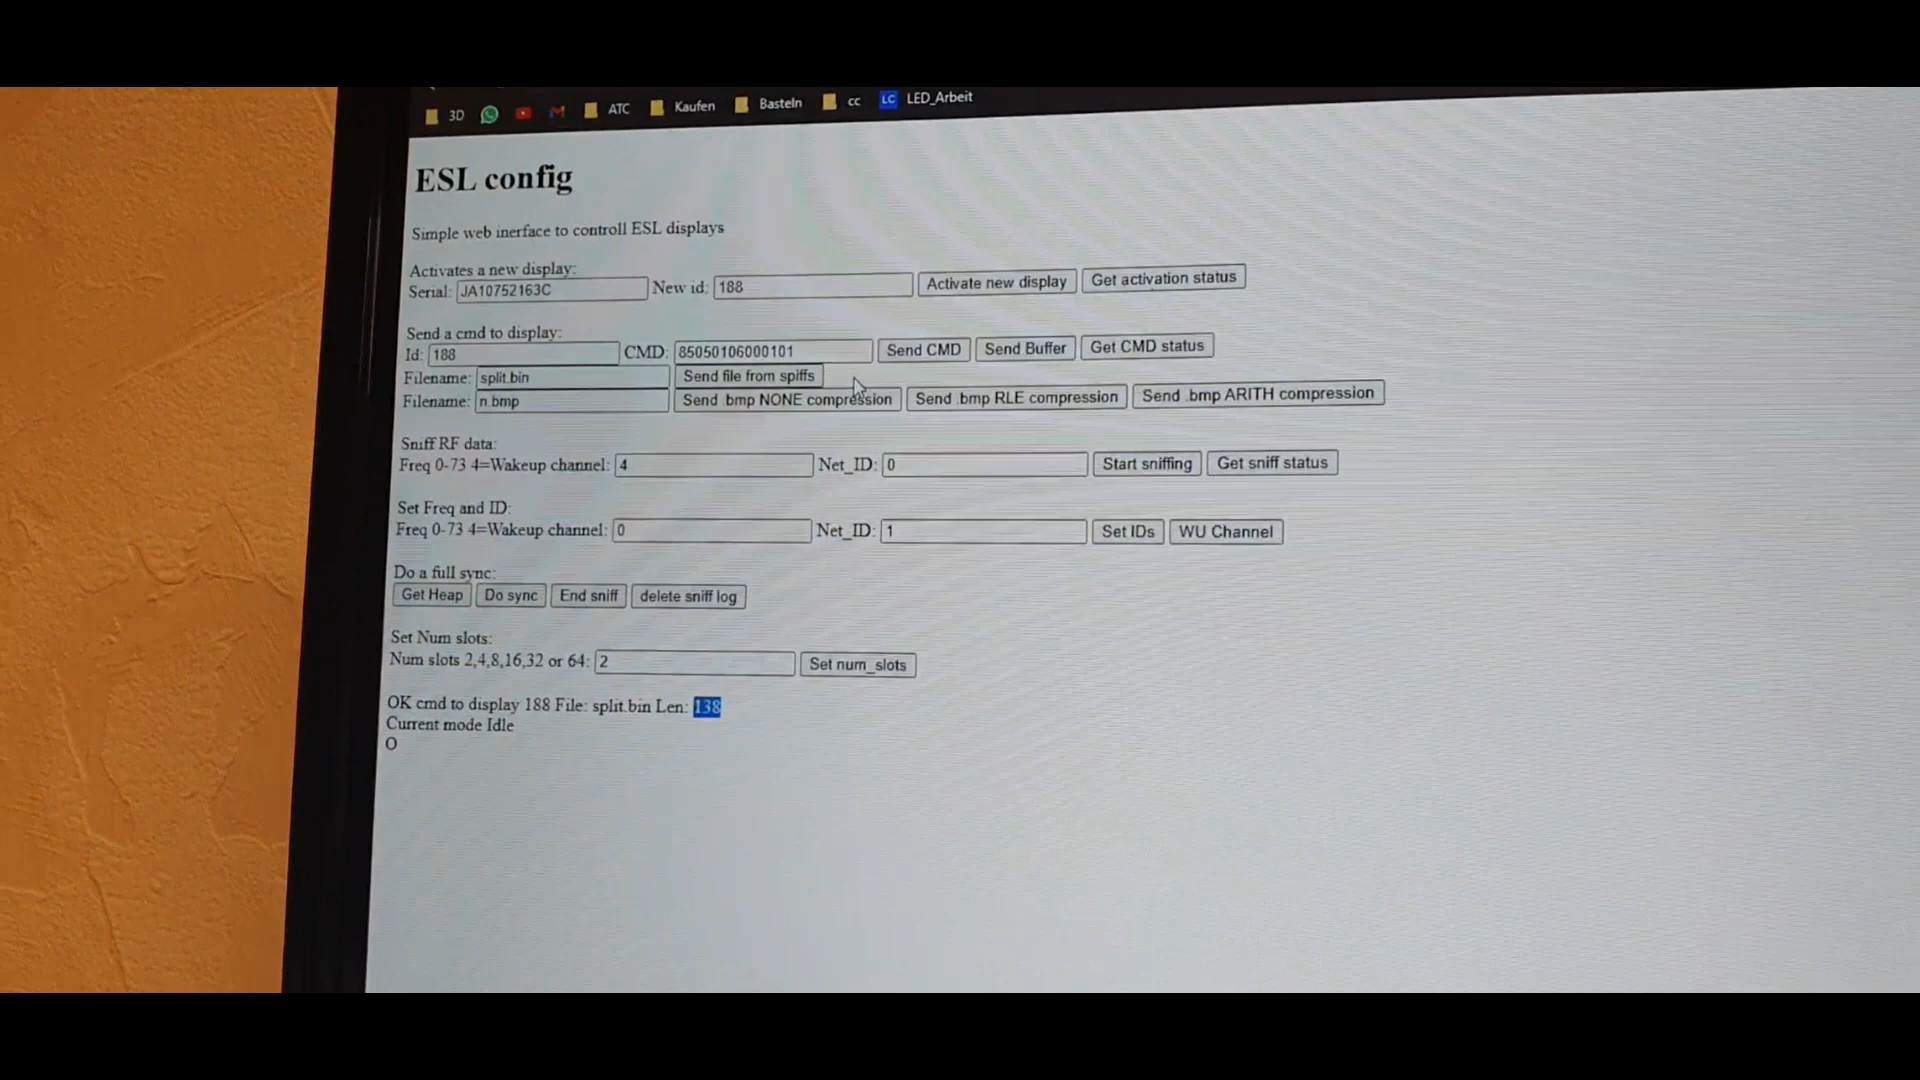 3D ATC Kaufen Basteln cc LC LED_Arbeit
ESL config
Simple web inerface to controll ESL displays
Activates a new display:
Serial: JA10752163C New id: 188 Activate new display Get activation status
Send a cmd to display:
Id: 188 CMD: 85050106000101 Send CMD Send Buffer Get CMD status
Filename: split.bin Send file from spiffs
Filename: n.bmp Send .bmp NONE compression Send .bmp RLE compression Send .bmp ARITH compression
Sniff RF data:
Freq 0-73 4=Wakeup channel: 4 Net_ID: 0 Start sniffing Get sniff status
Set Freq and ID:
Freq 0-73 4=Wakeup channel: 0 Net_ID: 1 Set IDs WU Channel
Do a full sync:
Get Heap Do sync End sniff delete sniff log
Set Num slots:
Num slots 2,4,8,16,32 or 64: 2 Set num_slots
OK cmd to display 188 File: split.bin Len: 138
Current mode Idle
O